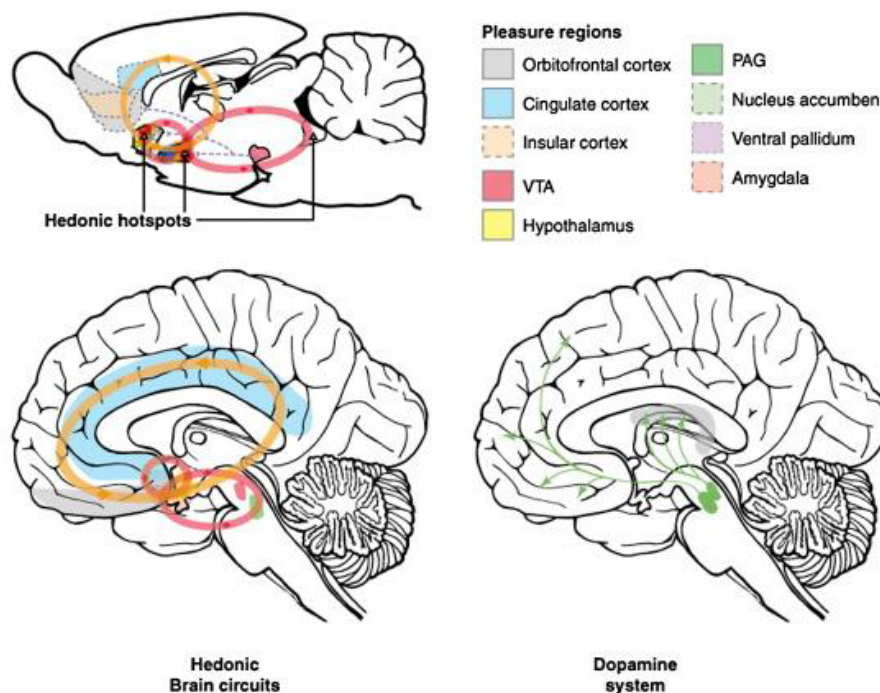 Pleasure regions
Orbitofrontal cortex
Cingulate cortex
Insular cortex
VTA
Hypothalamus
PAG
Nucleus accumben
Ventral pallidum
Amygdala
Hedonic hotspots
Hedonic
Brain circuits
Dopamine
system